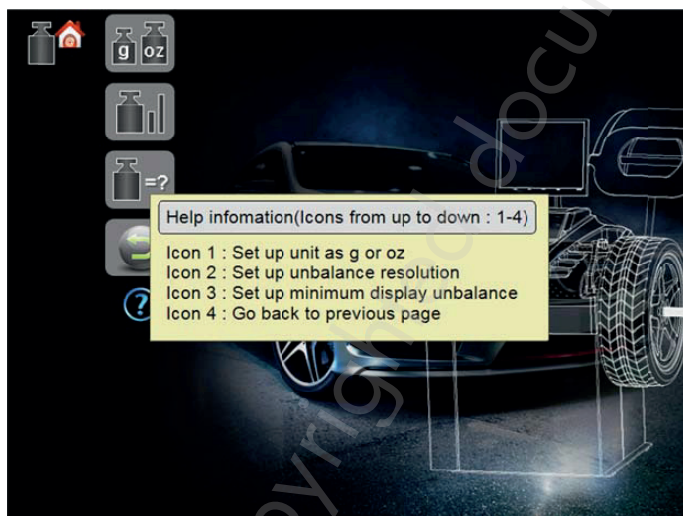 g oz
=?
Help infomation(Icons from up to down : 1-4)
Icon 1 : Set up unit as g or oz
Icon 2 : Set up unbalance resolution
Icon 3 : Set up minimum display unbalance
Icon 4 : Go back to previous page
?